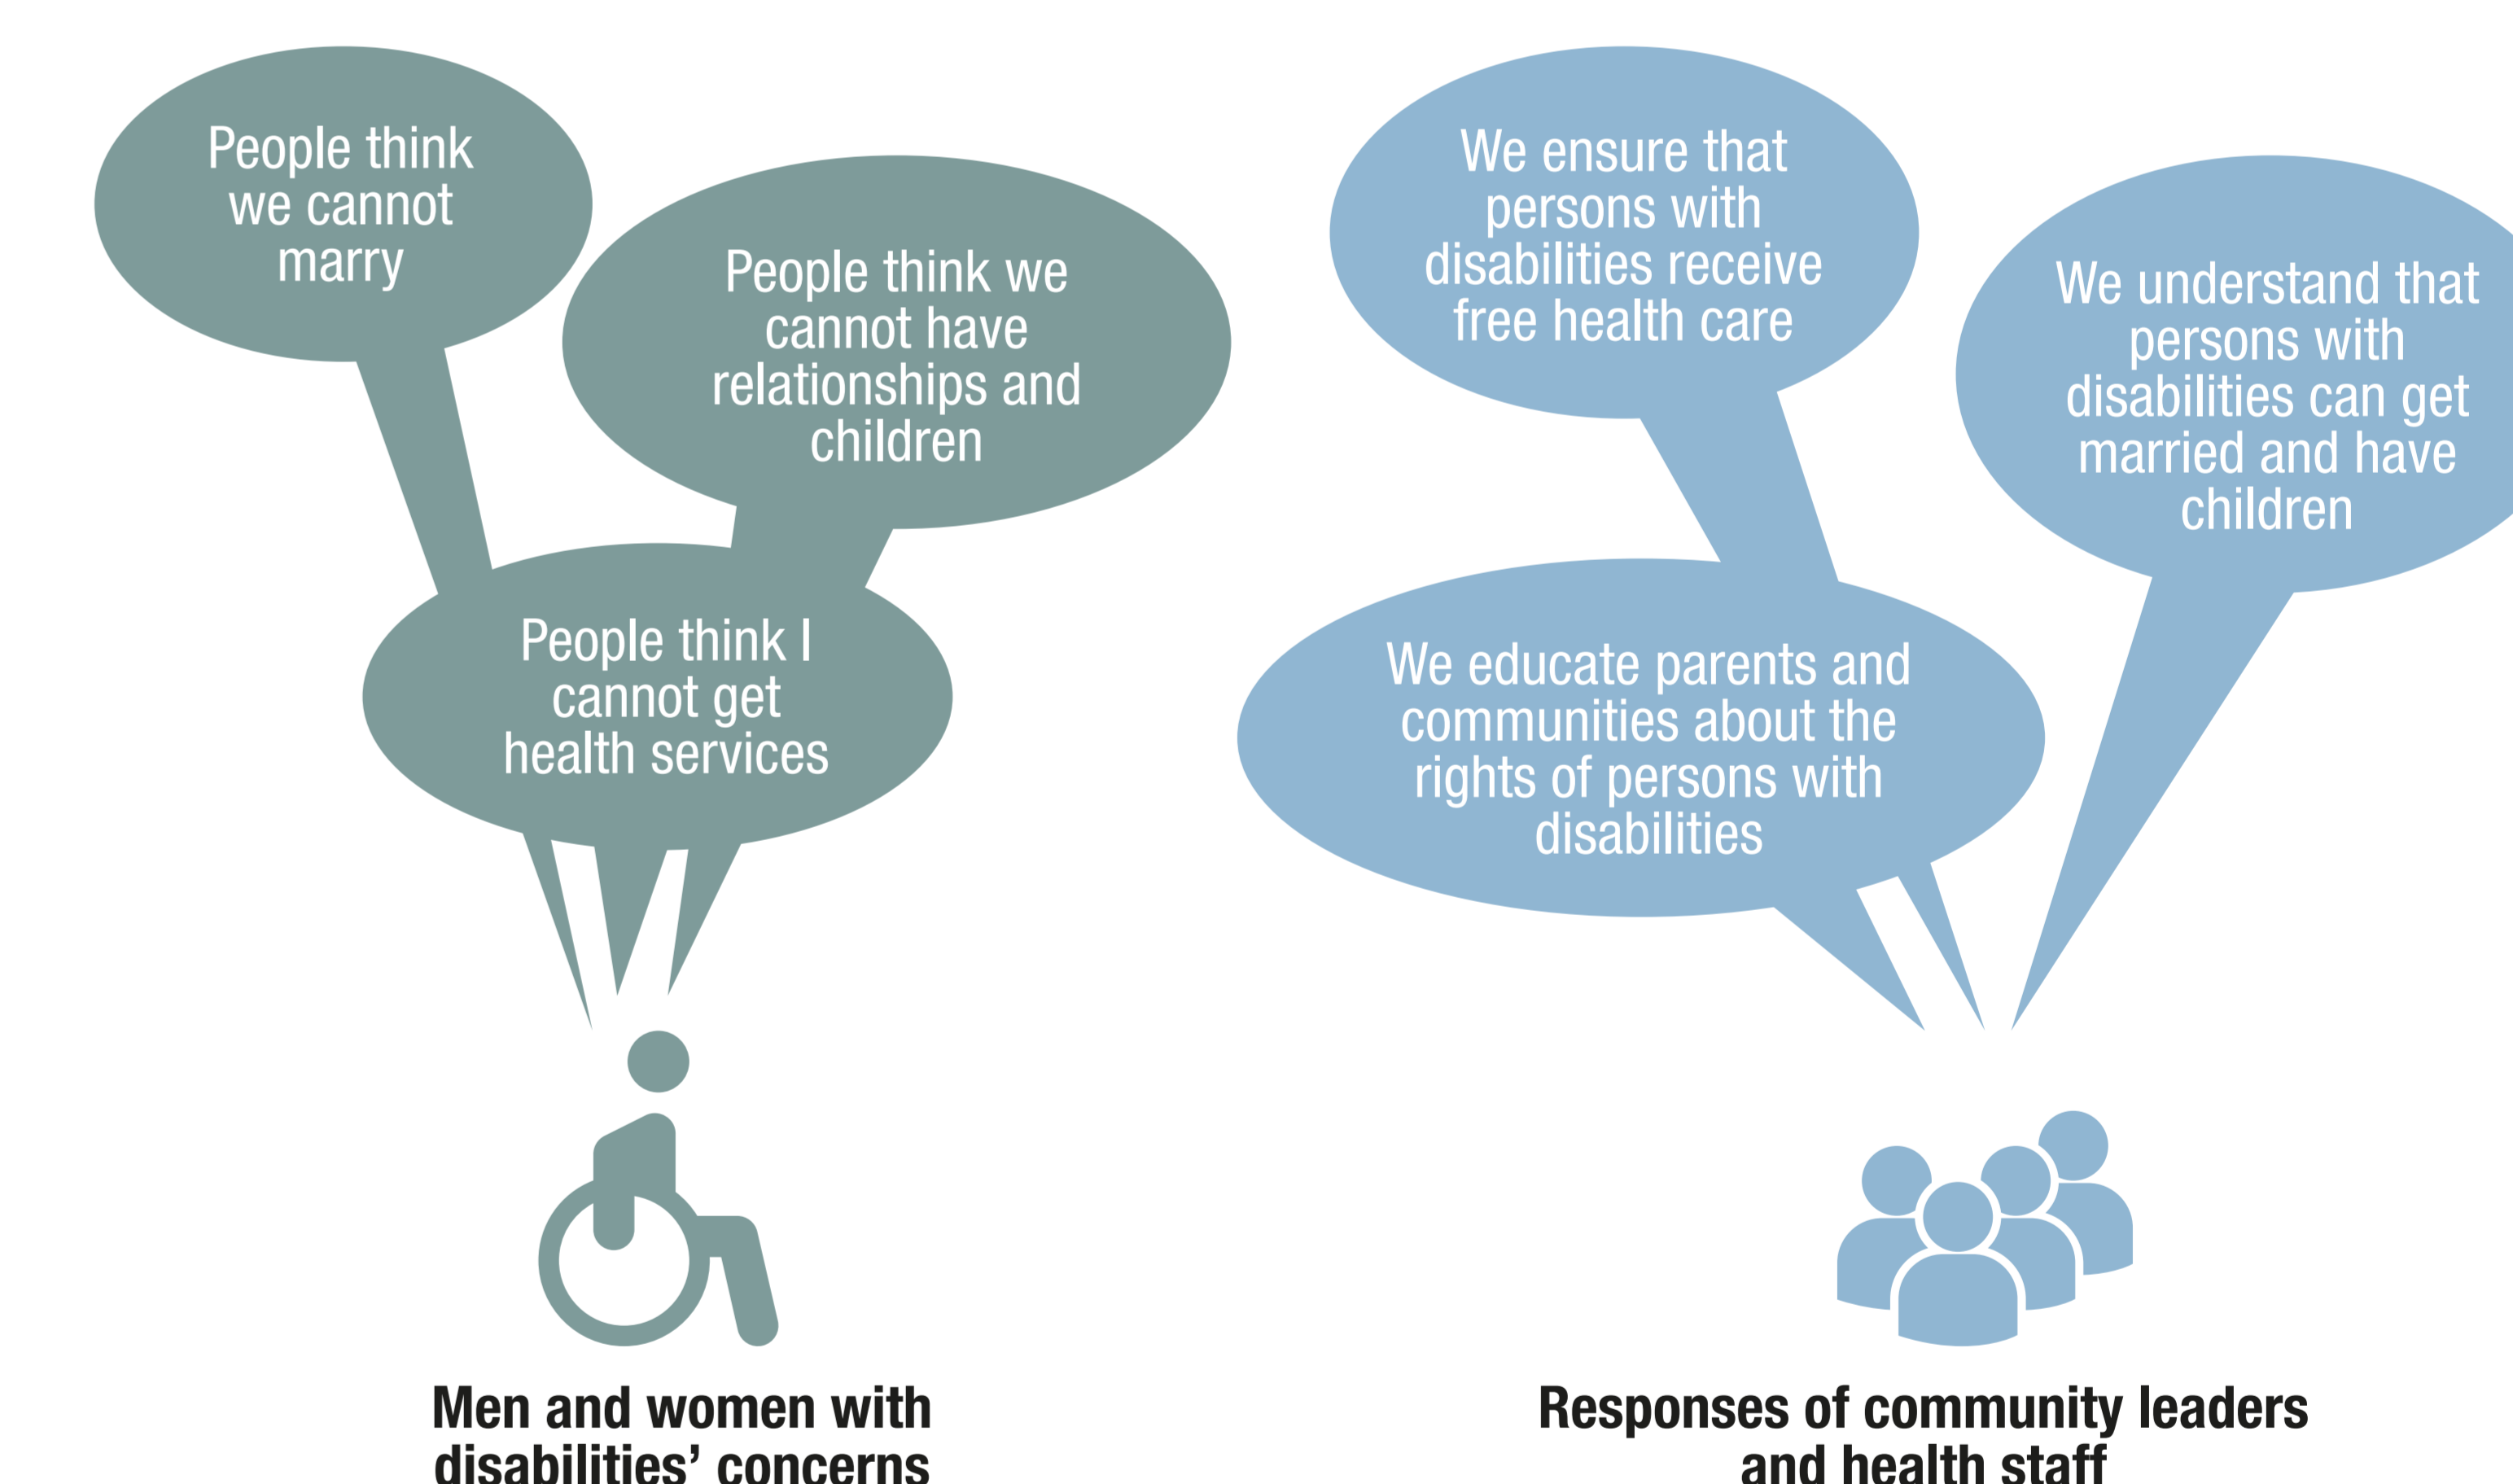 People think
we cannot
marry
People think we
cannot have
relationships and
children
People think I
cannot get
health services
We ensure that
persons with
disabilities receive
free health care
We understand that
persons with
disabilities can get
married and have
children
We educate parents and
communities about the
rights of persons with
disabilities
Men and women with
disabilities’ concerns
Responses of community leaders
and health staff